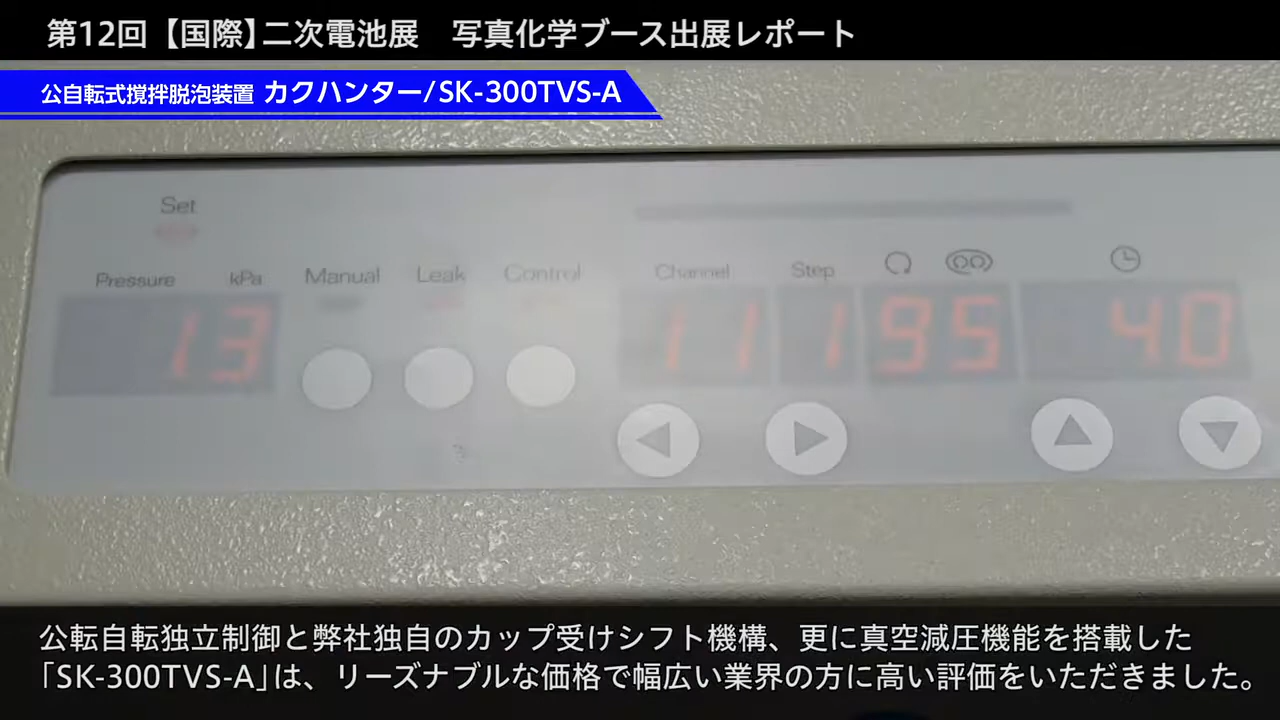 第12回【国際】二次電池展　写真化学ブース出展レポート
公自転式撹拌脱泡装置 カクハンター/SK-300TVS-A
Set
Pressure kPa Manual Leak Control Channel Step
13 11 1 95 40
公転自転独立制御と弊社独自のカップ受けシフト機構、更に真空減圧機能を搭載した
「SK-300TVS-A」は、リーズナブルな価格で幅広い業界の方に高い評価をいただきました。